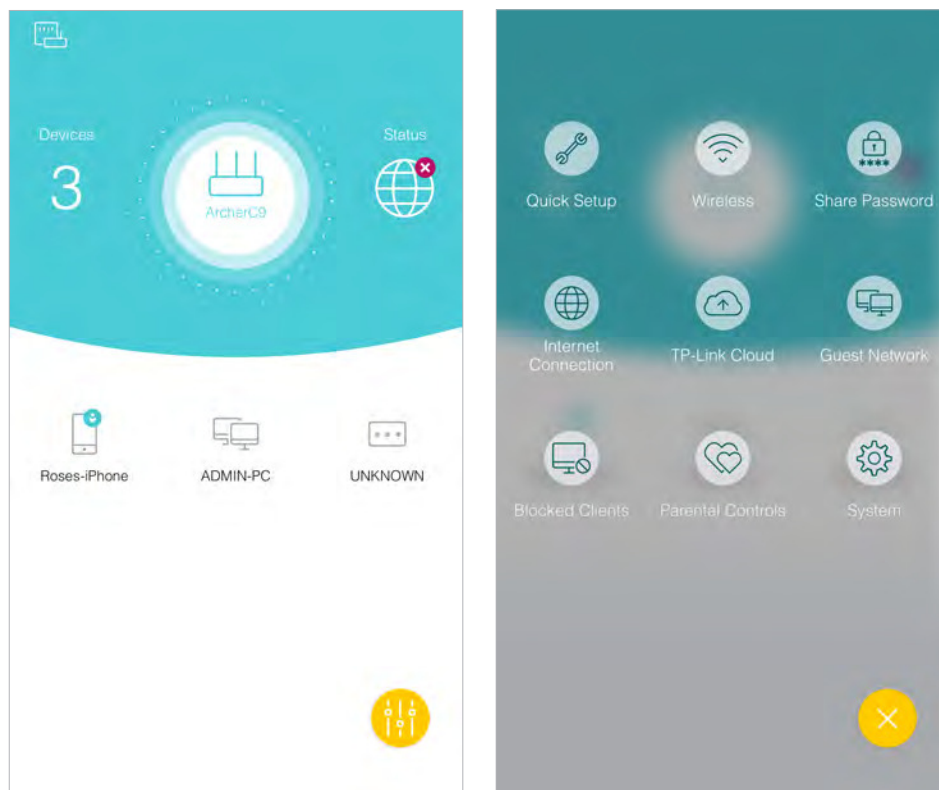 Devices
3
Status
ArcherC9
Roses-iPhone
ADMIN-PC
UNKNOWN
Quick Setup
Wireless
Share Password
****
Internet
Connection
TP-Link Cloud
Guest Network
Blocked Clients
Parental Controls
System